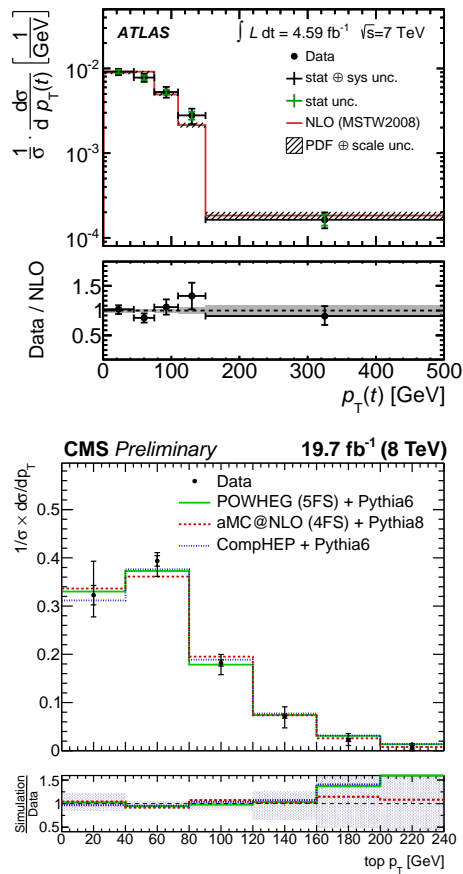 ATLAS
∫ L dt = 4.59 fb⁻¹ √s=7 TeV
Data
stat ⊕ sys unc.
stat unc.
NLO (MSTW2008)
PDF ⊕ scale unc.
1/σ · dσ/d p_T(t) [1/GeV]
10⁻²
10⁻³
10⁻⁴
Data / NLO
1.5
1
0.5
0 100 200 300 400 500
p_T(t) [GeV]
CMS Preliminary 19.7 fb⁻¹ (8 TeV)
Data
POWHEG (5FS) + Pythia6
aMC@NLO (4FS) + Pythia8
CompHEP + Pythia6
1/σ × dσ/dp_T
0.5
0.4
0.3
0.2
0.1
0
Simulation
Data
1.5
1.0
0.5
0 20 40 60 80 100 120 140 160 180 200 220 240
top p_T [GeV]